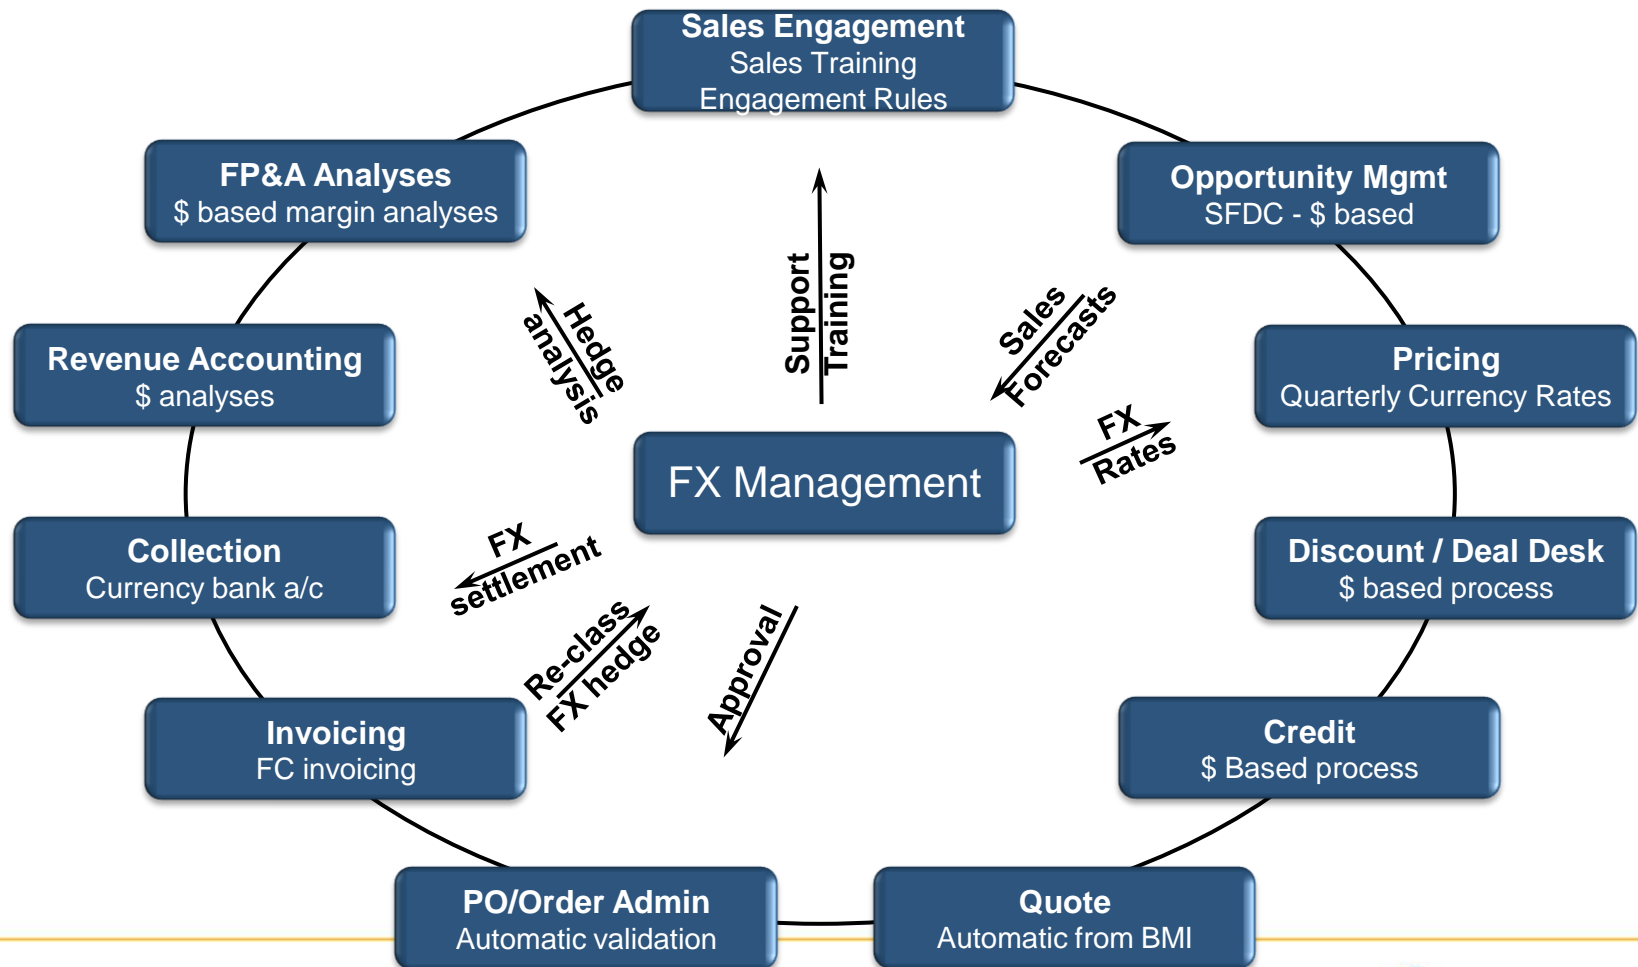 Sales Engagement
Sales Training
Engagement Rules
FP&A Analyses
$ based margin analyses
Opportunity Mgmt
SFDC - $ based
Support
Training
Hedge
analysis
Sales
Forecasts
Revenue Accounting
$ analyses
Pricing
Quarterly Currency Rates
FX
Rates
FX Management
Collection
Currency bank a/c
FX
settlement
Discount / Deal Desk
$ based process
Re-class
FX hedge
Approval
Invoicing
FC invoicing
Credit
$ Based process
PO/Order Admin
Automatic validation
Quote
Automatic from BMI